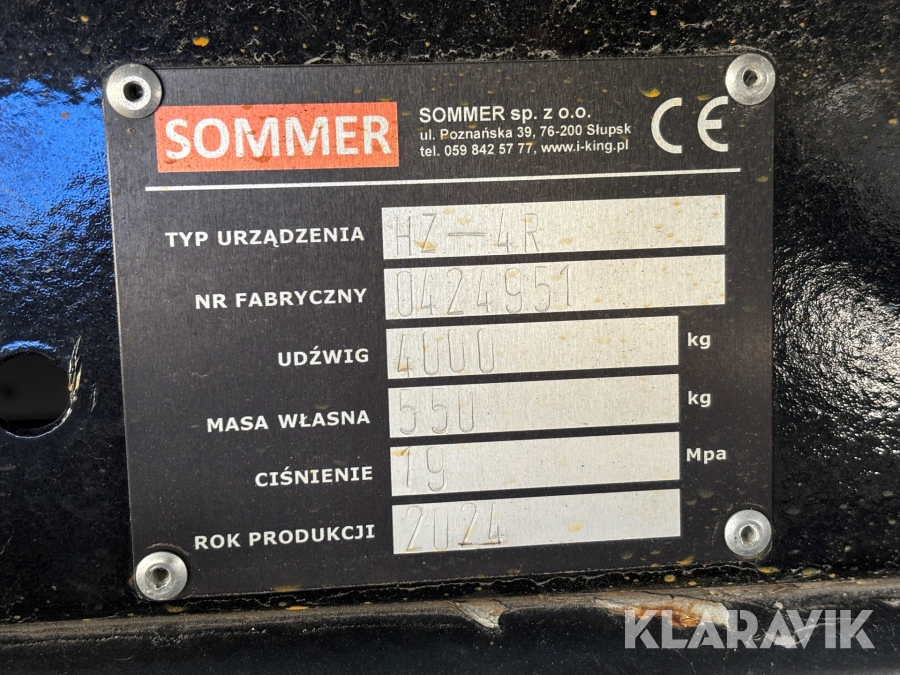 SOMMER
SOMMER sp. z o.o.
ul. Poznańska 39, 76-200 Słupsk
tel. 059 842 57 77, www.i-king.pl
CE
TYP URZĄDZENIA HZ-4R
NR FABRYCZNY 0424951
UDŹWIG 4000 kg
MASA WŁASNA 550 kg
CIŚNIENIE 19 Mpa
ROK PRODUKCJI 2024
KLARAVIK